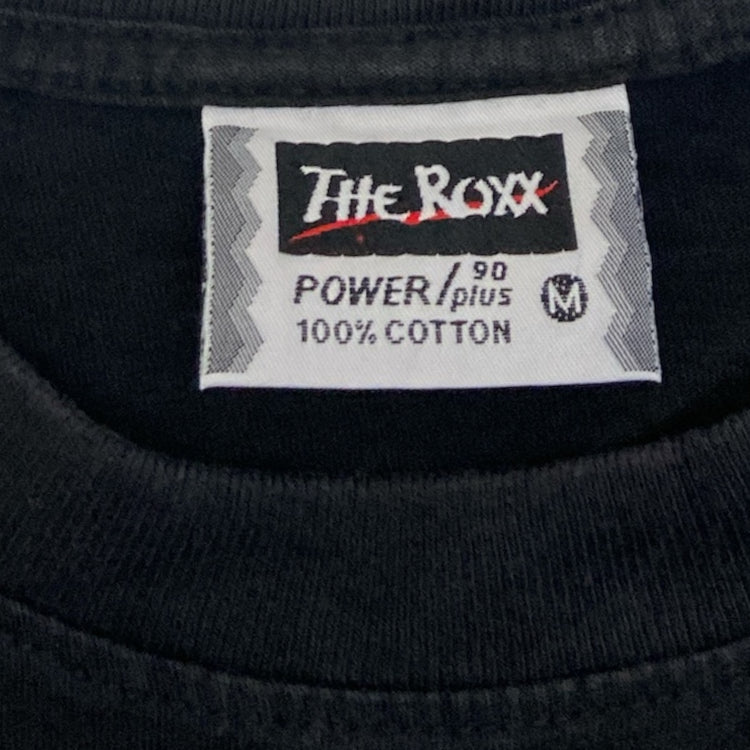 THE ROXX
POWER/90 plus M
100% COTTON